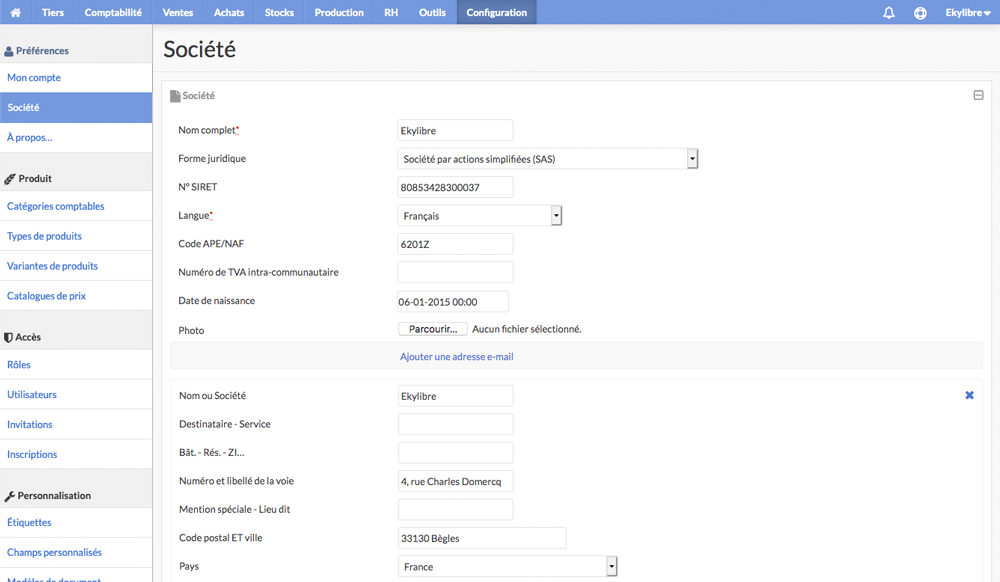 Tiers Comptabilité Ventes Achats Stocks Production RH Outils Configuration Ekylibre
Préférences
Mon compte
Société
À propos...
Produit
Catégories comptables
Types de produits
Variantes de produits
Catalogues de prix
Accès
Rôles
Utilisateurs
Invitations
Inscriptions
Personnalisation
Étiquettes
Champs personnalisés
Modèles de document
Société
Société
Nom complet* Ekylibre
Forme juridique Société par actions simplifiées (SAS)
N° SIRET 80853428300037
Langue* Français
Code APE/NAF 6201Z
Numéro de TVA intra-communautaire
Date de naissance 06-01-2015 00:00
Photo Parcourir... Aucun fichier sélectionné.
Ajouter une adresse e-mail
Nom ou Société Ekylibre
Destinataire - Service
Bât. - Rés. - ZI...
Numéro et libellé de la voie 4, rue Charles Domercq
Mention spéciale - Lieu dit
Code postal ET ville 33130 Bègles
Pays France